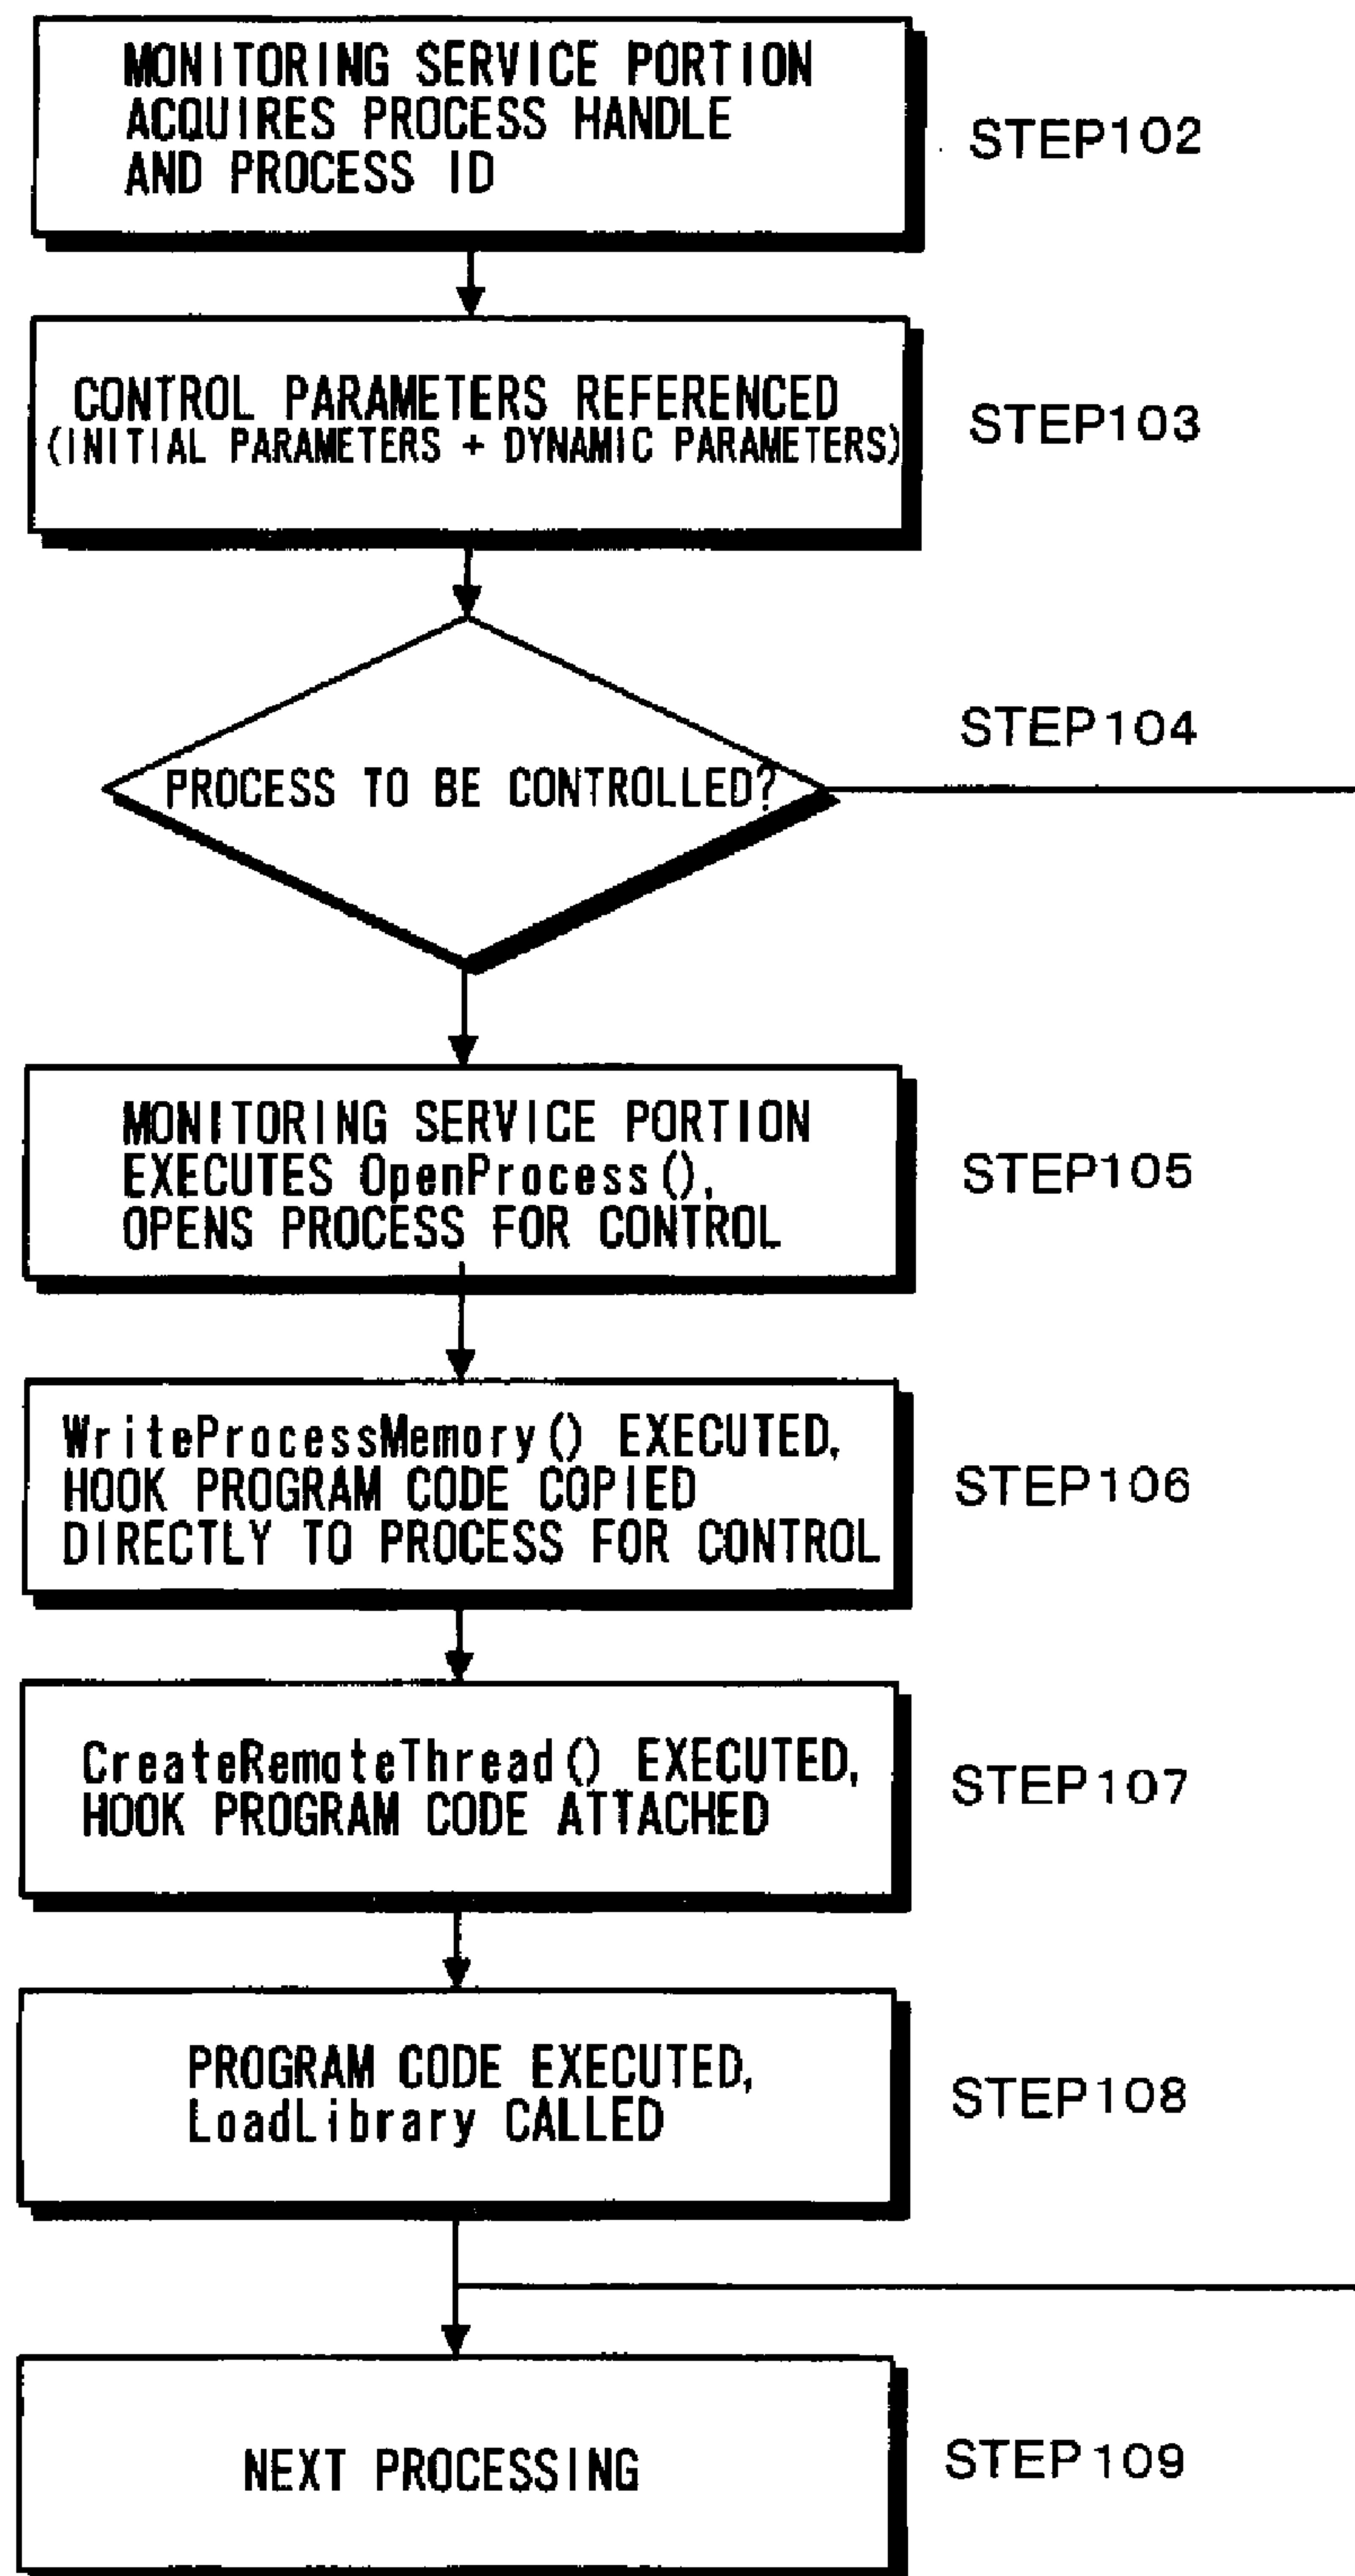 MONITORING SERVICE PORTION
ACQUIRES PROCESS HANDLE
AND PROCESS ID
STEP102
CONTROL PARAMETERS REFERENCED
(INITIAL PARAMETERS + DYNAMIC PARAMETERS)
STEP103
STEP104
PROCESS TO BE CONTROLLED?
MONITORING SERVICE PORTION
EXECUTES OpenProcess(),
OPENS PROCESS FOR CONTROL
STEP105
WriteProcessMemory() EXECUTED,
HOOK PROGRAM CODE COPIED
DIRECTLY TO PROCESS FOR CONTROL
STEP106
CreateRemoteThread() EXECUTED,
HOOK PROGRAM CODE ATTACHED
STEP107
PROGRAM CODE EXECUTED,
LoadLibrary CALLED
STEP108
NEXT PROCESSING
STEP109